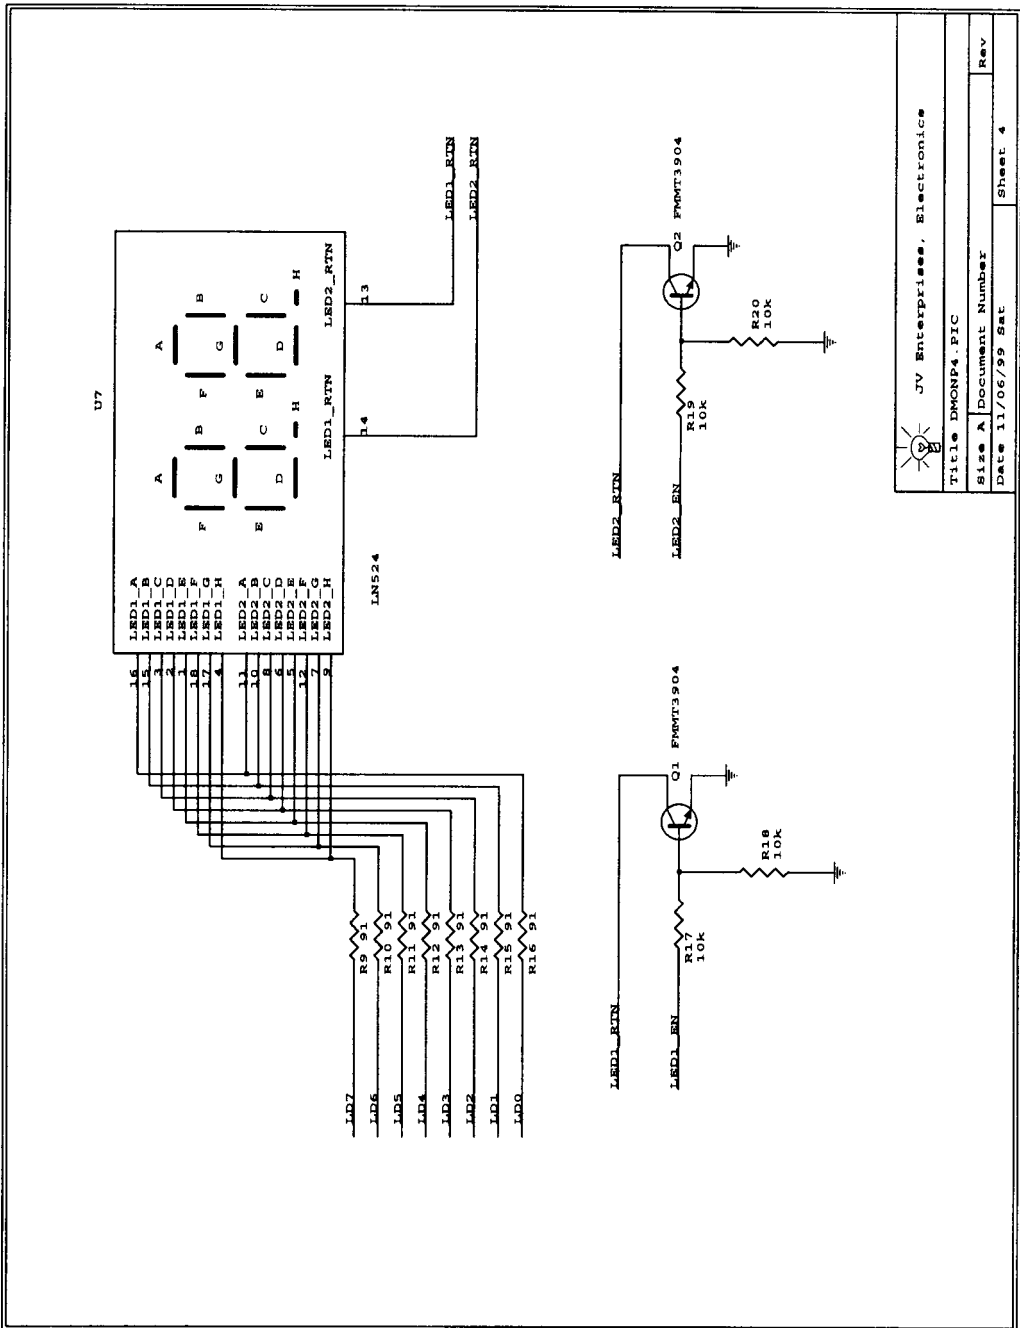 U7
LED1_A
LED1_B
LED1_C
LED1_D
LED1_E
LED1_F
LED1_G
LED1_H
LED2_A
LED2_B
LED2_C
LED2_D
LED2_E
LED2_F
LED2_G
LED2_H
16
15
3
2
1
18
17
4
11
10
8
6
5
12
7
9
A
B
C
D
E
F
G
H
A
B
C
D
E
F
G
H
LED1_RTN
LED2_RTN
14
13
LN524
LED1_RTN
LED2_RTN
LD7
LD6
LD5
LD4
LD3
LD2
LD1
LD0
R9 91
R10 91
R11 91
R12 91
R13 91
R14 91
R15 91
R16 91
LED1_RTN
LED1_EN
R17
10k
R18
10k
Q1 FMMT3904
LED2_RTN
LED2_EN
R19
10k
R20
10k
Q2 FMMT3904
JV Enterprises, Electronics
Title DMONP4.PIC
Size A Document Number Rev
Date 11/06/99 Sat Sheet 4